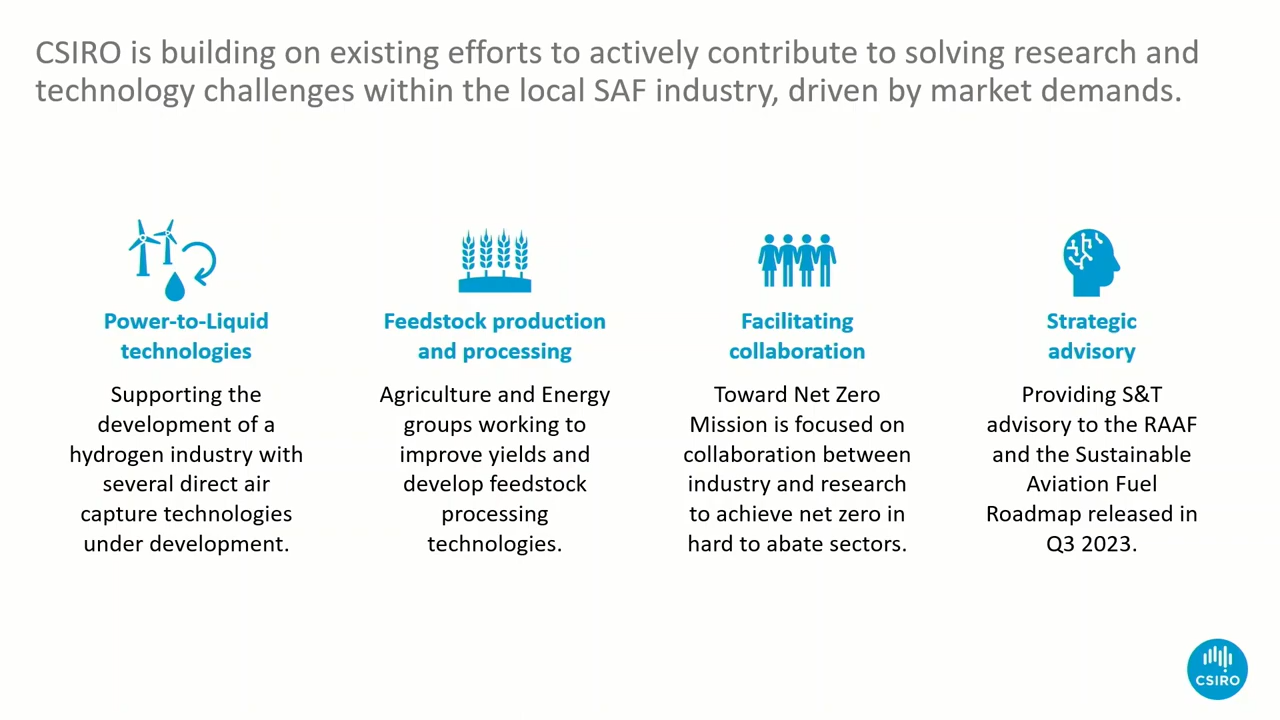 CSIRO is building on existing efforts to actively contribute to solving research and
technology challenges within the local SAF industry, driven by market demands.
Power-to-Liquid
technologies
Supporting the
development of a
hydrogen industry with
several direct air
capture technologies
under development.
Feedstock production
and processing
Agriculture and Energy
groups working to
improve yields and
develop feedstock
processing
technologies.
Facilitating
collaboration
Toward Net Zero
Mission is focused on
collaboration between
industry and research
to achieve net zero in
hard to abate sectors.
Strategic
advisory
Providing S&T
advisory to the RAAF
and the Sustainable
Aviation Fuel
Roadmap released in
Q3 2023.
CSIRO